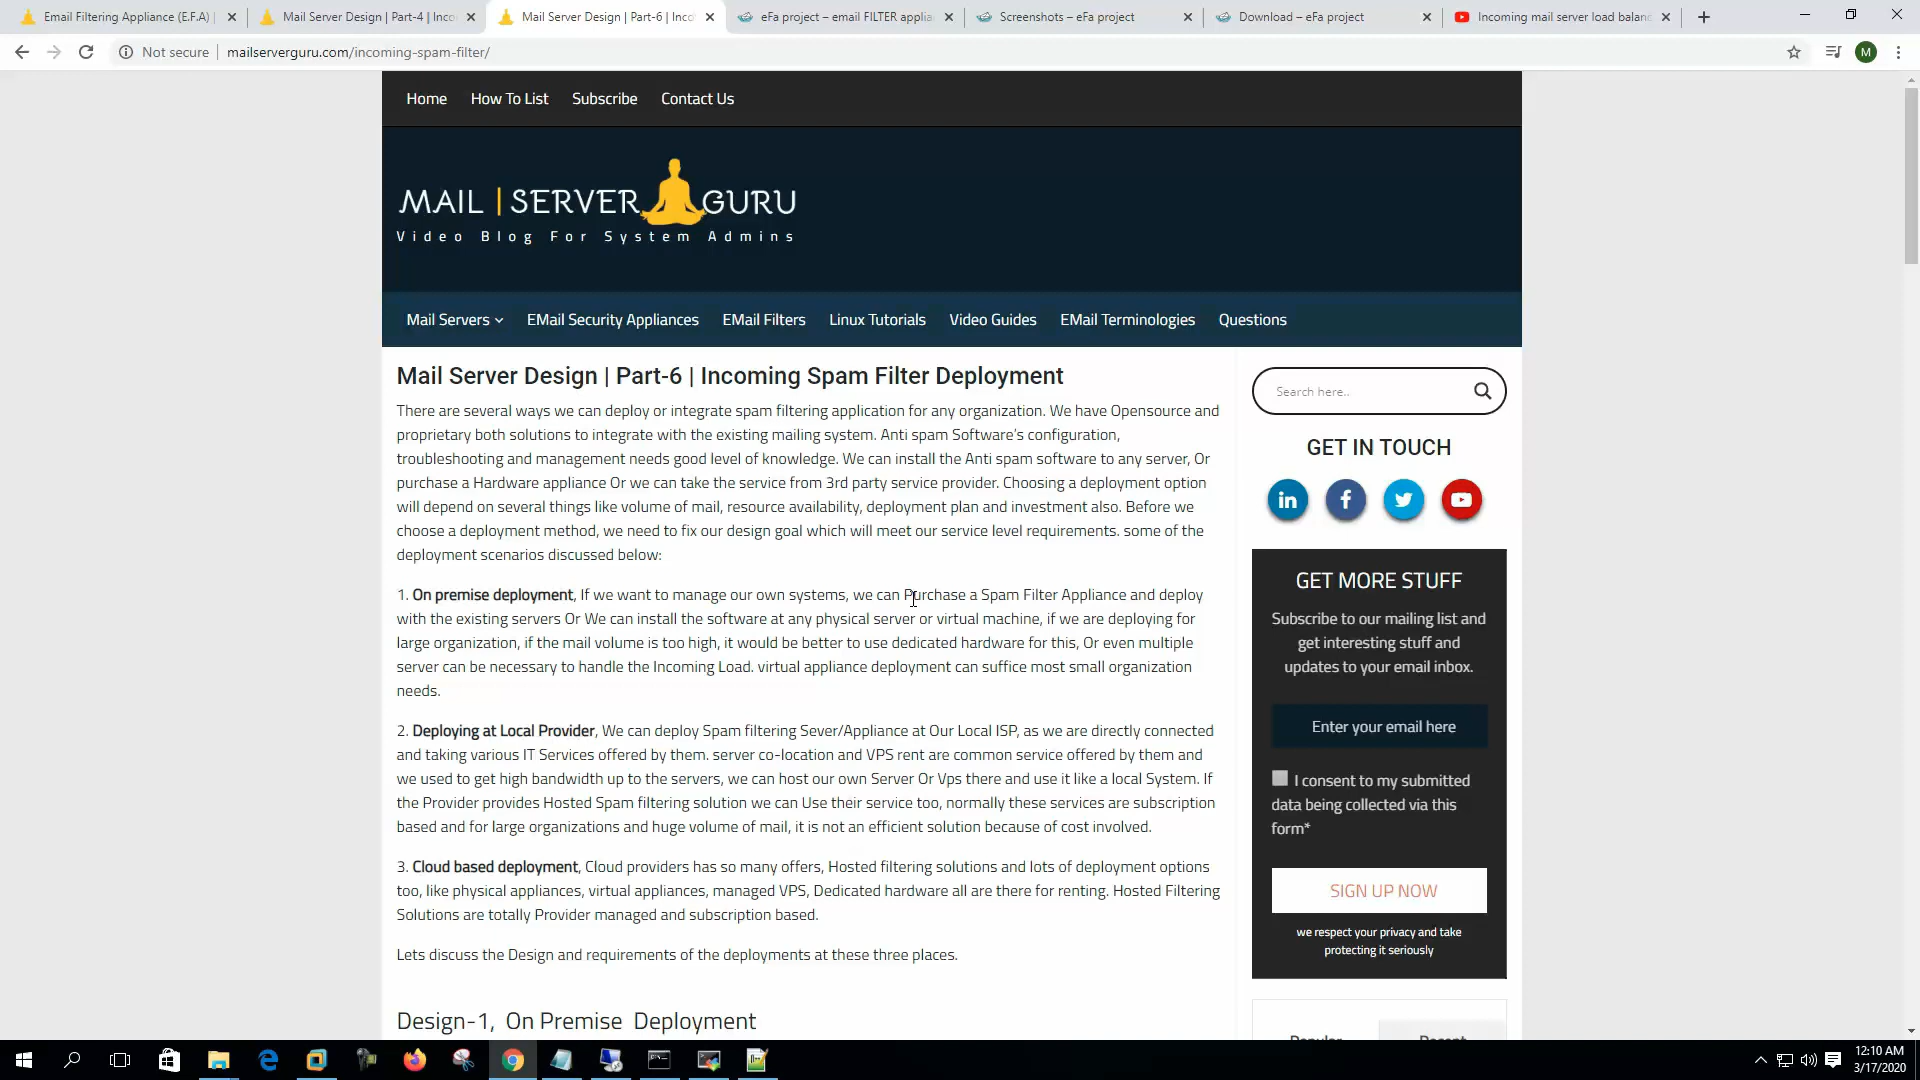 Email Filtering Appliance (E.F.A) |
Mail Server Design | Part-4 | Inco
Mail Server Design | Part-6 | Inco
eFa project – email FILTER applia
Screenshots – eFa project
Download – eFa project
Incoming mail server load balanc
Not secure
mailserverguru.com/incoming-spam-filter/
M
Home
How To List
Subscribe
Contact Us
MAIL | SERVER GURU
Video Blog For System Admins
Mail Servers
EMail Security Appliances
EMail Filters
Linux Tutorials
Video Guides
EMail Terminologies
Questions
Mail Server Design | Part-6 | Incoming Spam Filter Deployment
There are several ways we can deploy or integrate spam filtering application for any organization. We have Opensource and
proprietary both solutions to integrate with the existing mailing system. Anti spam Software's configuration,
troubleshooting and management needs good level of knowledge. We can install the Anti spam software to any server, Or
purchase a Hardware appliance Or we can take the service from 3rd party service provider. Choosing a deployment option
will depend on several things like volume of mail, resource availability, deployment plan and investment also. Before we
choose a deployment method, we need to fix our design goal which will meet our service level requirements. some of the
deployment scenarios discussed below:
1. On premise deployment, If we want to manage our own systems, we can Purchase a Spam Filter Appliance and deploy
with the existing servers Or We can install the software at any physical server or virtual machine, if we are deploying for
large organization, if the mail volume is too high, it would be better to use dedicated hardware for this, Or even multiple
server can be necessary to handle the Incoming Load. virtual appliance deployment can suffice most small organization
needs.
2. Deploying at Local Provider, We can deploy Spam filtering Sever/Appliance at Our Local ISP, as we are directly connected
and taking various IT Services offered by them. server co-location and VPS rent are common service offered by them and
we used to get high bandwidth up to the servers, we can host our own Server Or Vps there and use it like a local System. If
the Provider provides Hosted Spam filtering solution we can Use their service too, normally these services are subscription
based and for large organizations and huge volume of mail, it is not an efficient solution because of cost involved.
3. Cloud based deployment, Cloud providers has so many offers, Hosted filtering solutions and lots of deployment options
too, like physical appliances, virtual appliances, managed VPS, Dedicated hardware all are there for renting. Hosted Filtering
Solutions are totally Provider managed and subscription based.
Lets discuss the Design and requirements of the deployments at these three places.
Design-1, On Premise Deployment
Search here..
GET IN TOUCH
GET MORE STUFF
Subscribe to our mailing list and
get interesting stuff and
updates to your email inbox.
Enter your email here
I consent to my submitted
data being collected via this
form*
SIGN UP NOW
we respect your privacy and take
protecting it seriously
Popular
Recent
12:10 AM
3/17/2020